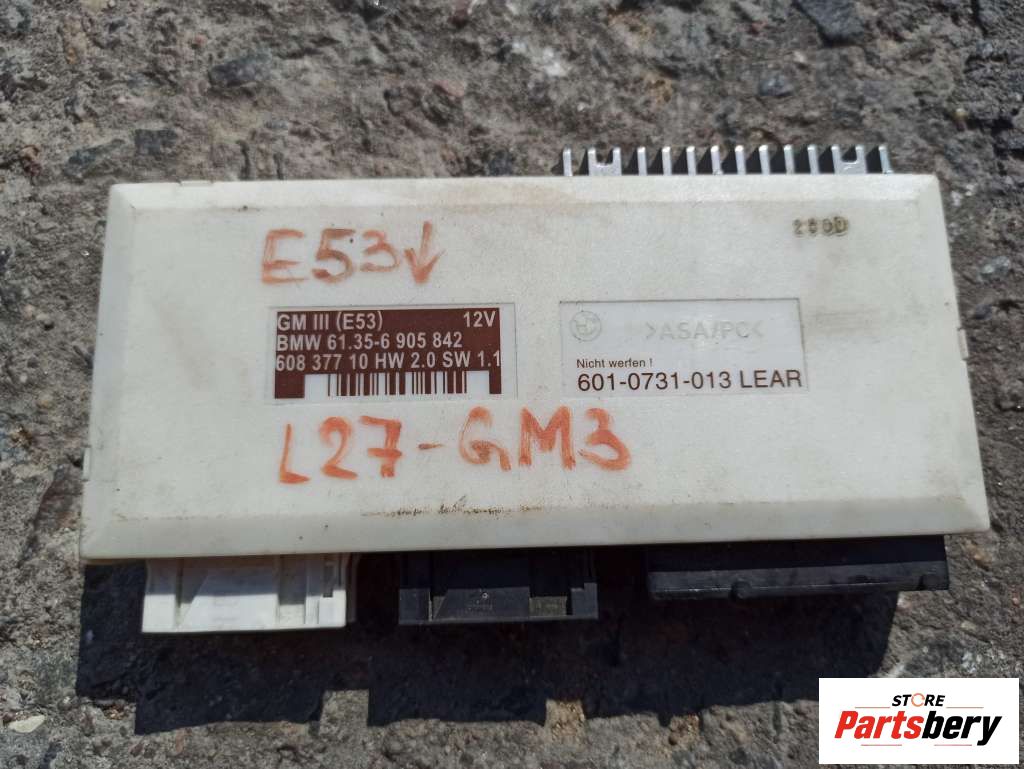 2000
E53↓
GM III (E53) 12V
BMW 61.35-6 905 842
608 377 10 HW 2.0 SW 1.1
>ASA/PC<
Nicht werfen !
601-0731-013 LEAR
L27-GM3
STORE
Partsbery